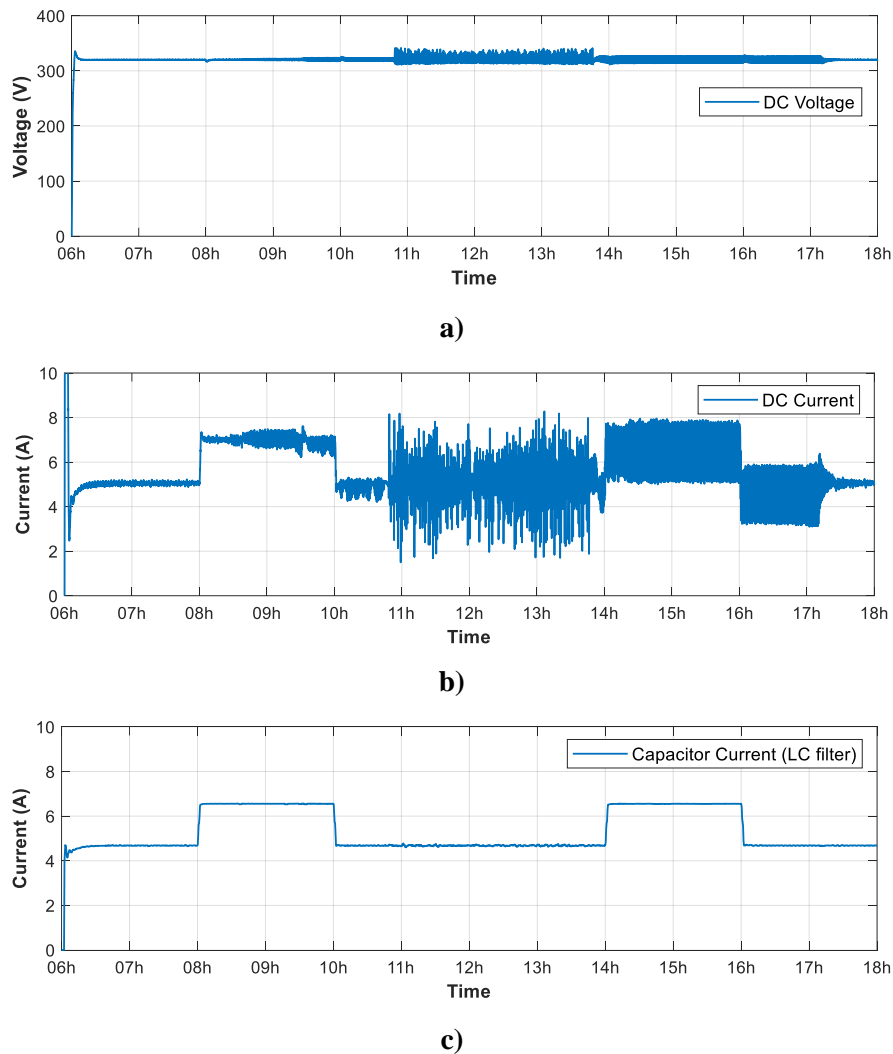 400
300
200
100
0
Voltage (V)
DC Voltage
06h 07h 08h 09h 10h 11h 12h 13h 14h 15h 16h 17h 18h
Time
a)
10
8
6
4
2
0
Current (A)
DC Current
06h 07h 08h 09h 10h 11h 12h 13h 14h 15h 16h 17h 18h
Time
b)
10
8
6
4
2
0
Current (A)
Capacitor Current (LC filter)
06h 07h 08h 09h 10h 11h 12h 13h 14h 15h 16h 17h 18h
Time
c)